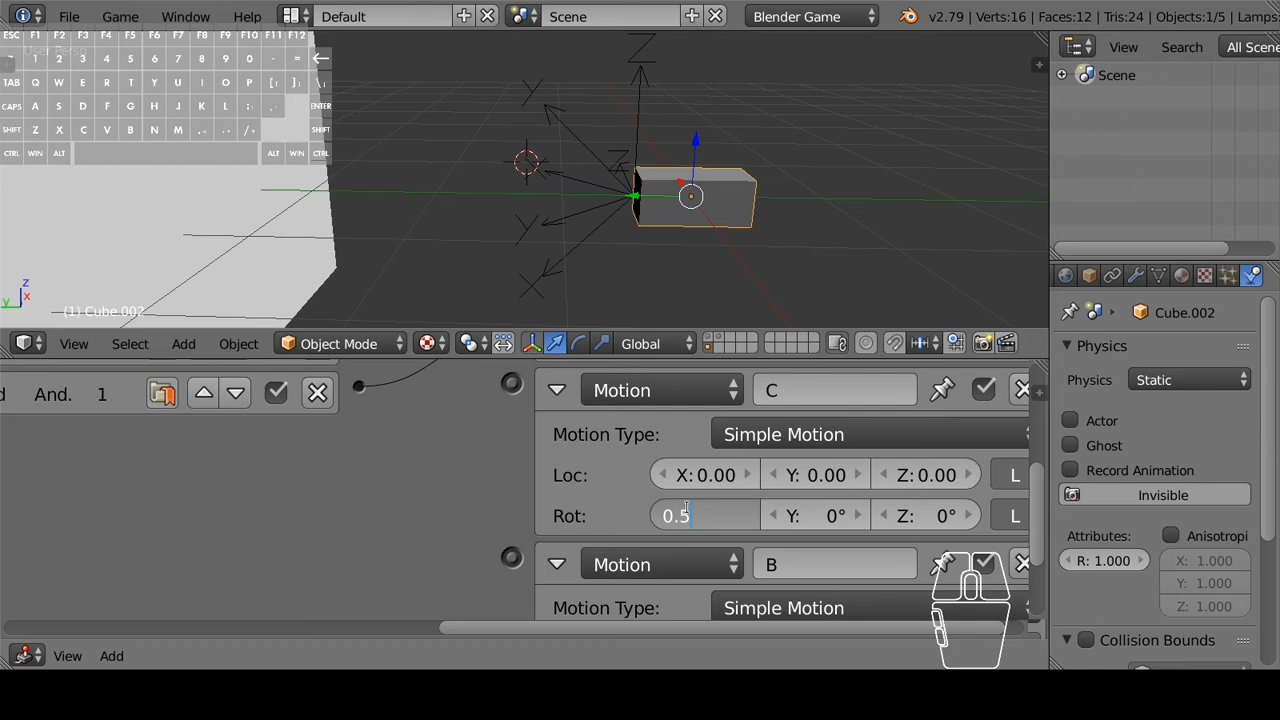 File Game Window Help Default Scene Blender Game v2.79 | Verts:16 | Faces:12 | Tris:24 | Objects:1/5 | Lamps:
ESC F1 F2 F3 F4 F5 F6 F7 F8 F9 F10 F11 F12
User Persp
~ 1 2 3 4 5 6 7 8 9 0 - =
TAB Q W E R T Y U I O P [ ] \
CAPS A S D F G H J K L ; ENTER
SHIFT Z X C V B N M , . / SHIFT
CTRL WIN ALT ALT WIN CTRL
Z
Y
Z
X
Y
X
z
x
y
(1) Cube.002
View Search All Scene
Scene
View Select Add Object Object Mode Global
Cube.002
Physics
Physics Static
Actor
Ghost
Record Animation
Invisible
Attributes: Anisotropi
R: 1.000 X: 1.000
Y: 1.000
Z: 1.000
Collision Bounds
d And. 1
Motion C
Motion Type: Simple Motion
Loc: X: 0.00 Y: 0.00 Z: 0.00 L
Rot: 0.5 Y: 0° Z: 0° L
Motion B
Motion Type: Simple Motion
View Add